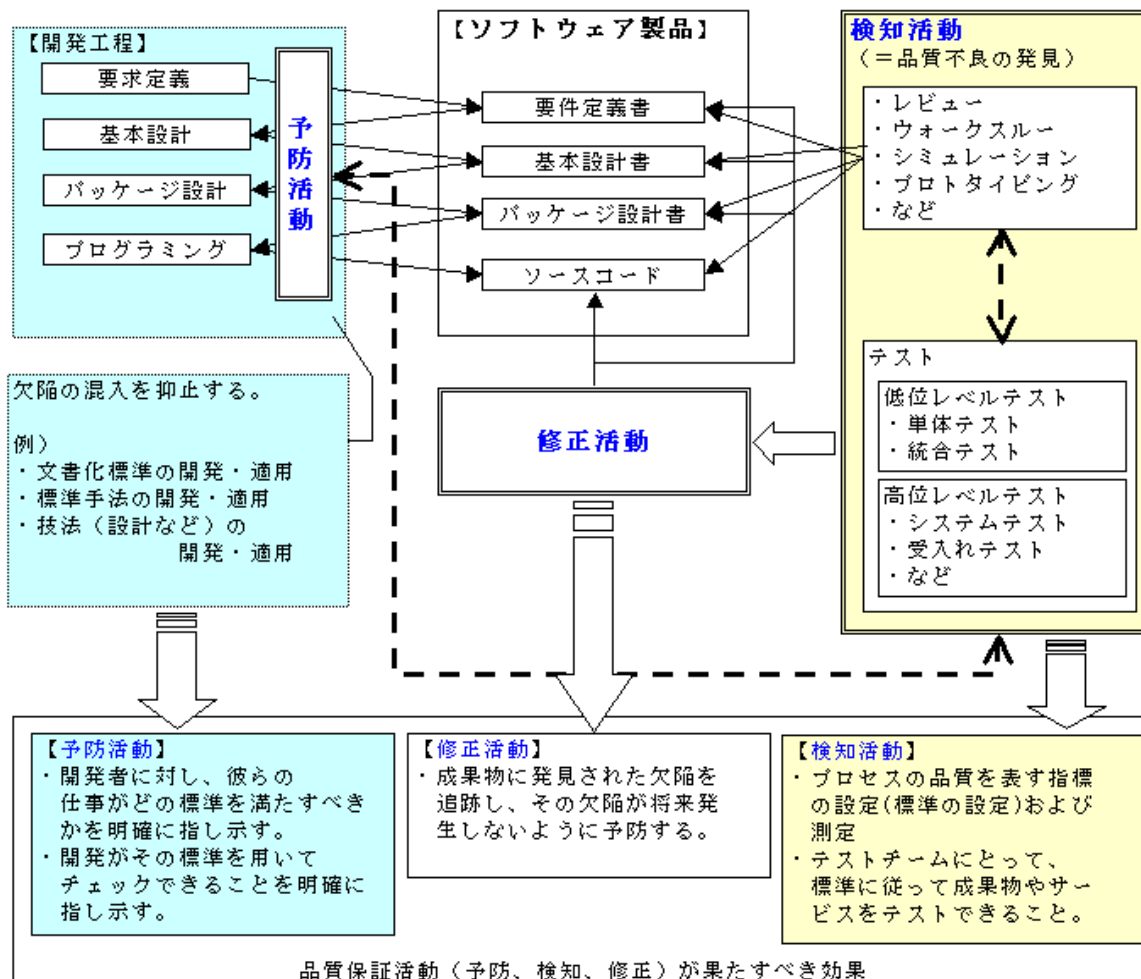 【開発工程】
要求定義
基本設計
パッケージ設計
プログラミング
予防活動
【ソフトウェア製品】
要件定義書
基本設計書
パッケージ設計書
ソースコード
検知活動
(=品質不良の発見)
・レビュー
・ウォークスルー
・シミュレーション
・プロトタイピング
・など
テスト
低位レベルテスト
・単体テスト
・統合テスト
高位レベルテスト
・システムテスト
・受入れテスト
・など
欠陥の混入を抑止する。
例)
・文書化標準の開発・適用
・標準手法の開発・適用
・技法(設計など)の
開発・適用
修正活動
【予防活動】
・開発者に対し、彼らの
仕事がどの標準を満たすべき
かを明確に指し示す。
・開発がその標準を用いて
チェックできることを明確に
指し示す。
【修正活動】
・成果物に発見された欠陥を
追跡し、その欠陥が将来発
生しないように予防する。
【検知活動】
・プロセスの品質を表す指標
の設定(標準の設定)および
測定
・テストチームにとって、
標準に従って成果物やサー
ビスをテストできること。
品質保証活動(予防、検知、修正)が果たすべき効果